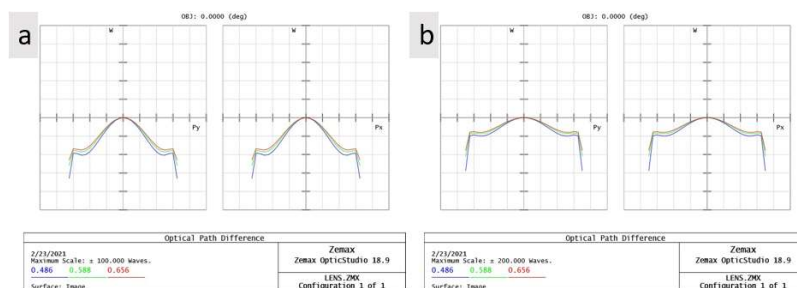 a
OBJ: 0.0000 (deg)
W
W
Py
Px
Optical Path Difference
2/23/2021
Maximum Scale: ± 100.000 Waves.
0.486 0.588 0.656
Surface: Image
Zemax
Zemax OpticStudio 18.9
LENS.ZMX
Configuration 1 of 1
b
OBJ: 0.0000 (deg)
W
W
Py
Px
Optical Path Difference
2/23/2021
Maximum Scale: ± 200.000 Waves.
0.486 0.588 0.656
Surface: Image
Zemax
Zemax OpticStudio 18.9
LENS.ZMX
Configuration 1 of 1